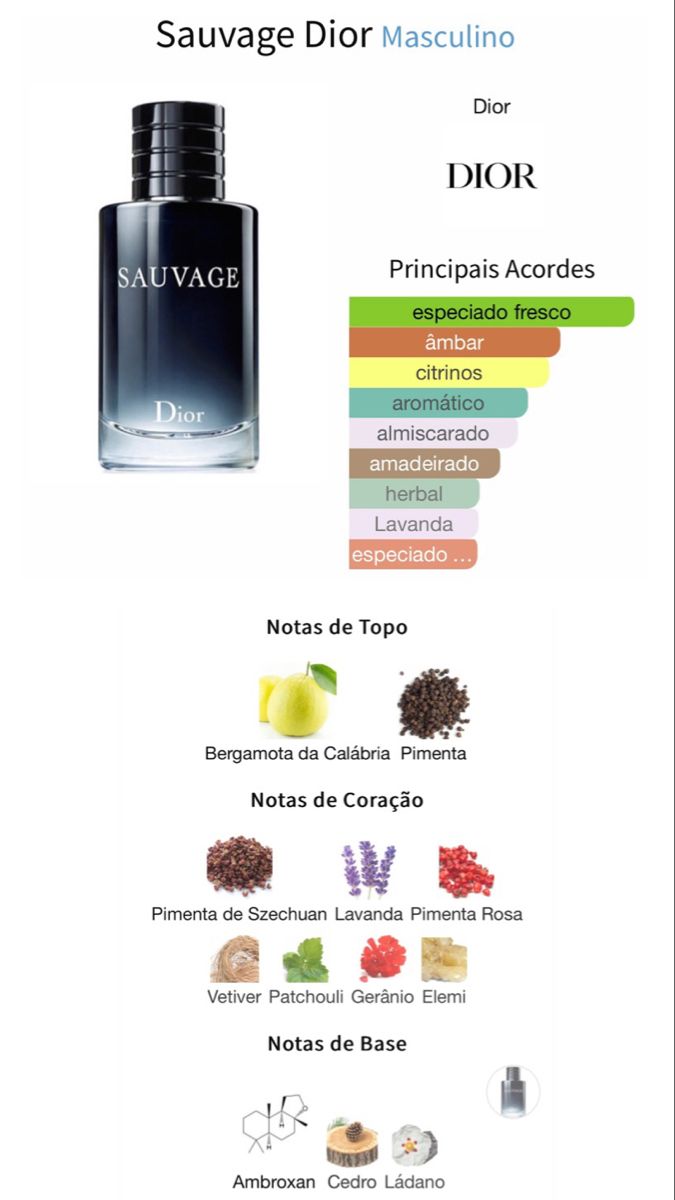 Sauvage Dior Masculino
Dior
DIOR
SAUVAGE
Dior
Principais Acordes
especiado fresco
âmbar
citrinos
aromático
almiscarado
amadeirado
herbal
Lavanda
especiado ...
Notas de Topo
Bergamota da Calábria Pimenta
Notas de Coração
Pimenta de Szechuan Lavanda Pimenta Rosa
Vetiver Patchouli Gerânio Elemi
Notas de Base
Ambroxan Cedro Ládano